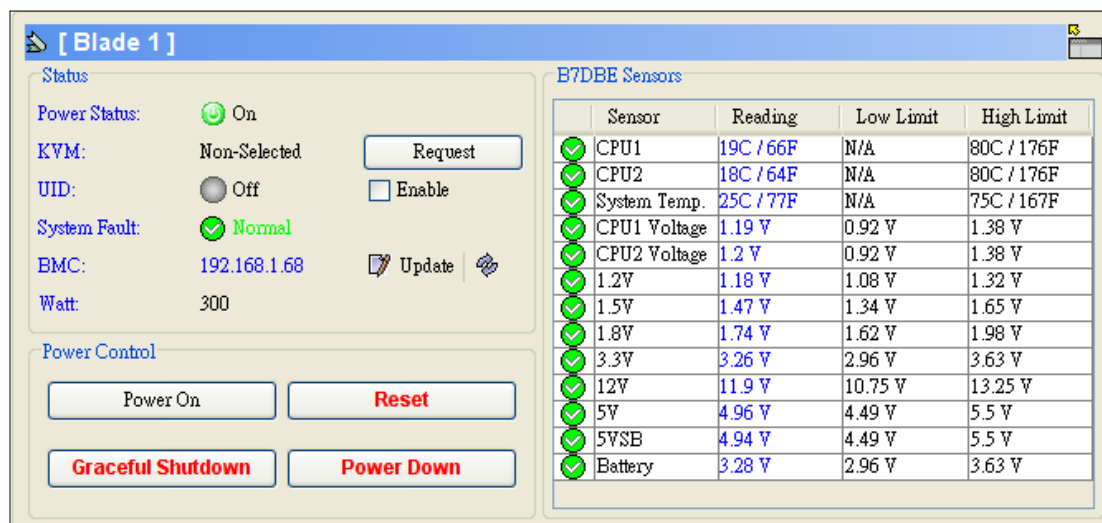 [ Blade 1 ]
Status
Power Status: On
KVM: Non-Selected Request
UID: Off Enable
System Fault: Normal
BMC: 192.168.1.68 Update
Watt: 300
Power Control
Power On Reset
Graceful Shutdown Power Down
B7DBE Sensors
Sensor Reading Low Limit High Limit
CPU1 19C / 66F N/A 80C / 176F
CPU2 18C / 64F N/A 80C / 176F
System Temp. 25C / 77F N/A 75C / 167F
CPU1 Voltage 1.19 V 0.92 V 1.38 V
CPU2 Voltage 1.2 V 0.92 V 1.38 V
1.2V 1.18 V 1.08 V 1.32 V
1.5V 1.47 V 1.34 V 1.65 V
1.8V 1.74 V 1.62 V 1.98 V
3.3V 3.26 V 2.96 V 3.63 V
12V 11.9 V 10.75 V 13.25 V
5V 4.96 V 4.49 V 5.5 V
5VSB 4.94 V 4.49 V 5.5 V
Battery 3.28 V 2.96 V 3.63 V